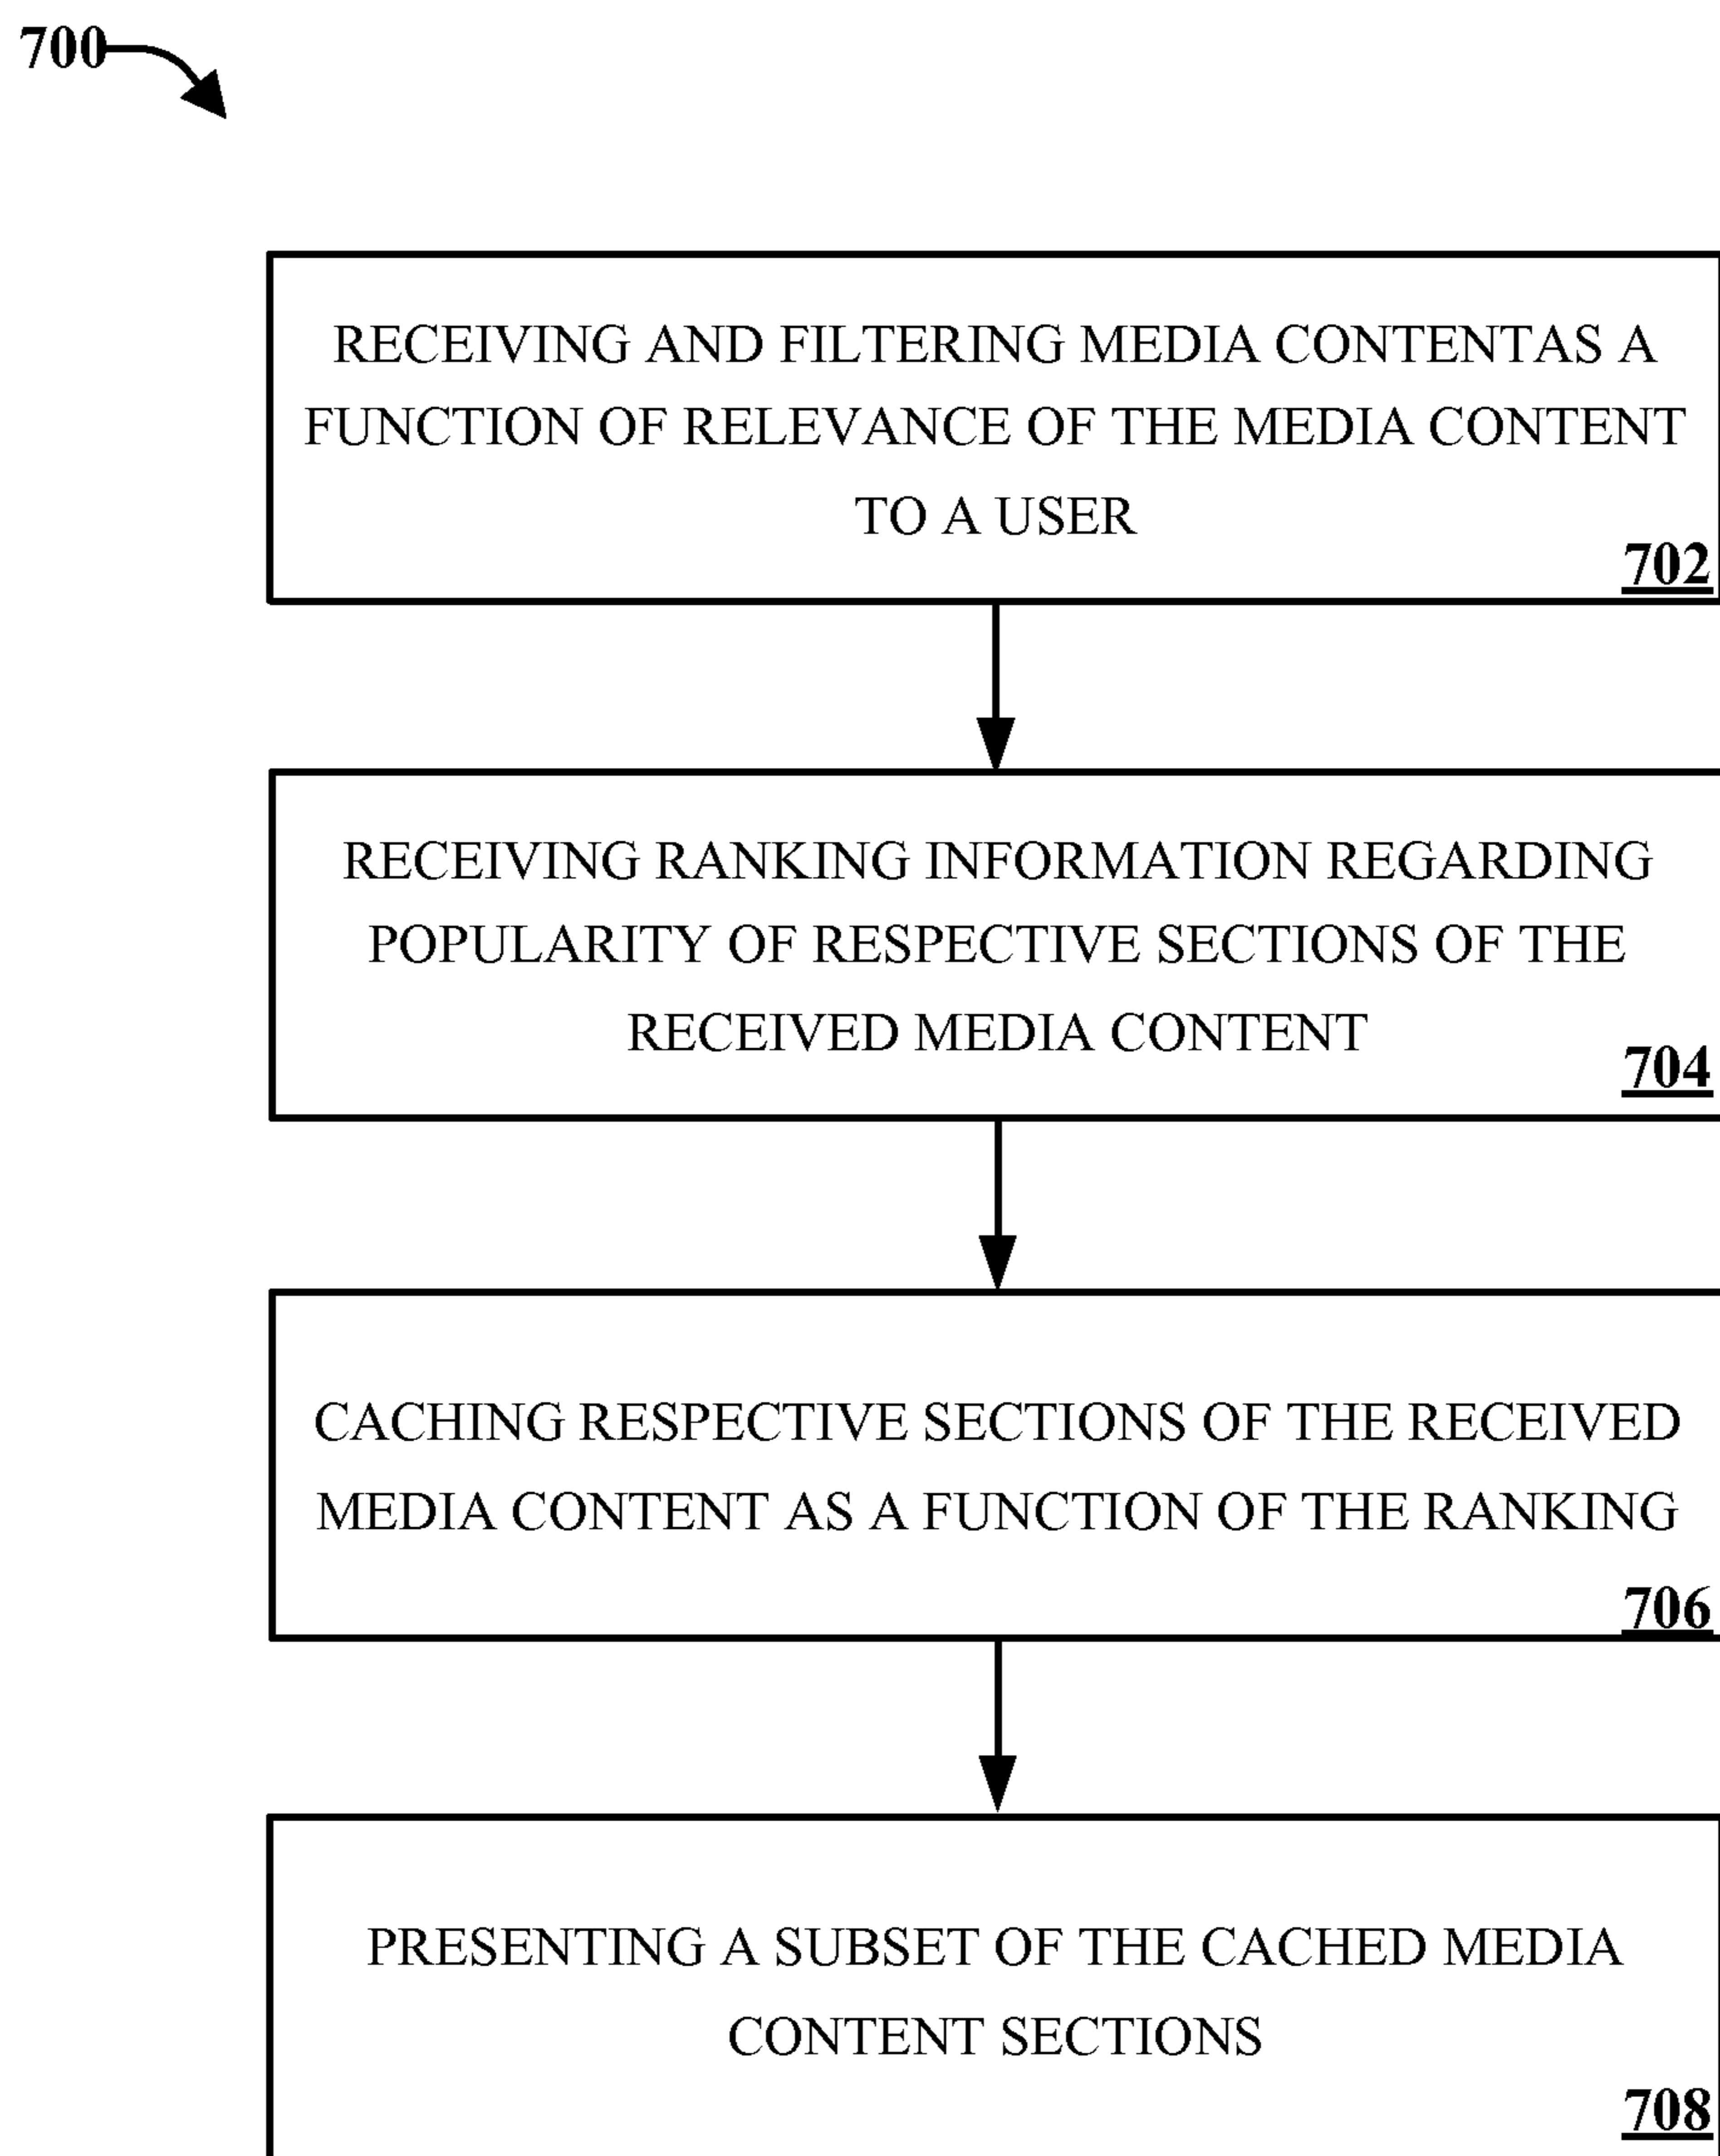 700
RECEIVING AND FILTERING MEDIA CONTENTAS A
FUNCTION OF RELEVANCE OF THE MEDIA CONTENT
TO A USER
702
RECEIVING RANKING INFORMATION REGARDING
POPULARITY OF RESPECTIVE SECTIONS OF THE
RECEIVED MEDIA CONTENT
704
CACHING RESPECTIVE SECTIONS OF THE RECEIVED
MEDIA CONTENT AS A FUNCTION OF THE RANKING
706
PRESENTING A SUBSET OF THE CACHED MEDIA
CONTENT SECTIONS
708